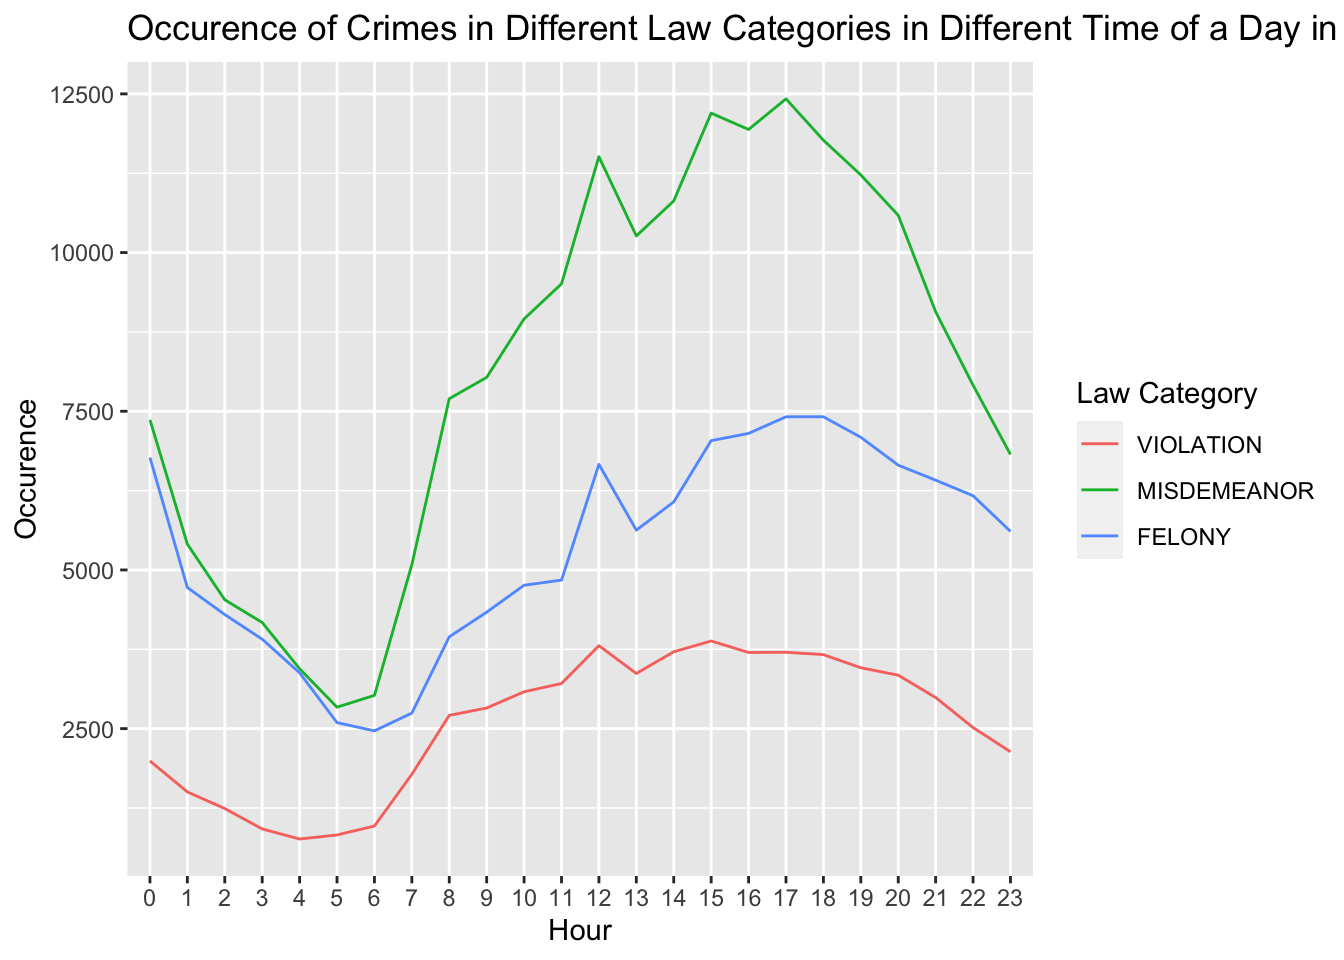 Occurence of Crimes in Different Law Categories in Different Time of a Day in
12500
10000
7500
5000
2500
Occurence
0 1 2 3 4 5 6 7 8 9 10 11 12 13 14 15 16 17 18 19 20 21 22 23
Hour
Law Category
VIOLATION
MISDEMEANOR
FELONY